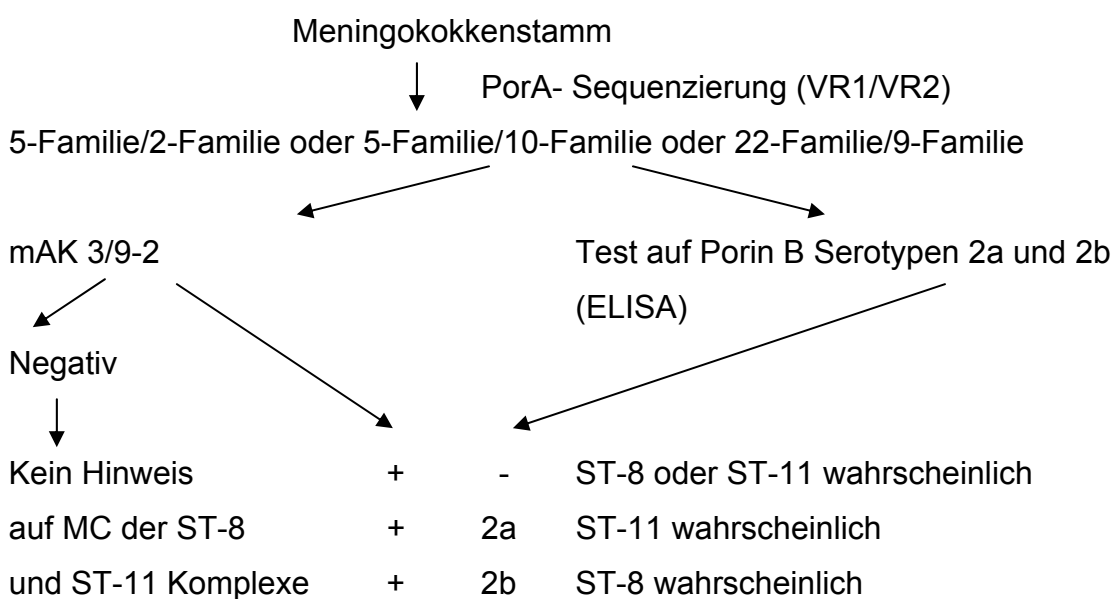 Meningokokkenstamm
PorA- Sequenzierung (VR1/VR2)
5-Familie/2-Familie oder 5-Familie/10-Familie oder 22-Familie/9-Familie
mAK 3/9-2
Test auf Porin B Serotypen 2a und 2b
(ELISA)
Negativ
Kein Hinweis + - ST-8 oder ST-11 wahrscheinlich
auf MC der ST-8 + 2a ST-11 wahrscheinlich
und ST-11 Komplexe + 2b ST-8 wahrscheinlich